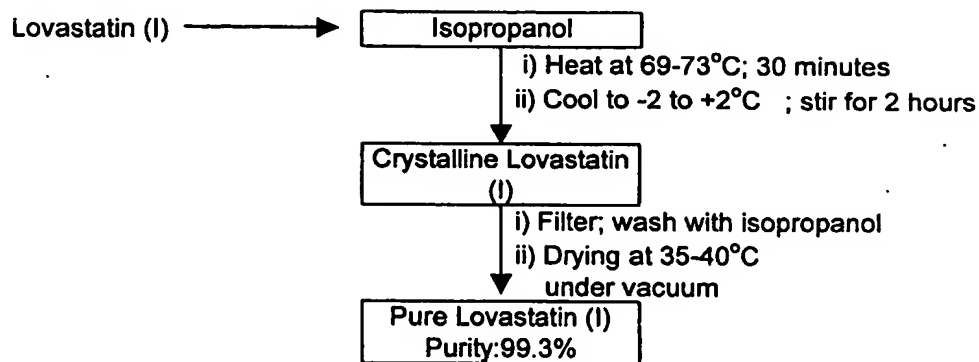 Lovastatin (I)
Isopropanol
i) Heat at 69-73°C; 30 minutes
ii) Cool to -2 to +2°C ; stir for 2 hours
Crystalline Lovastatin
(I)
i) Filter; wash with isopropanol
ii) Drying at 35-40°C
under vacuum
Pure Lovastatin (I)
Purity:99.3%